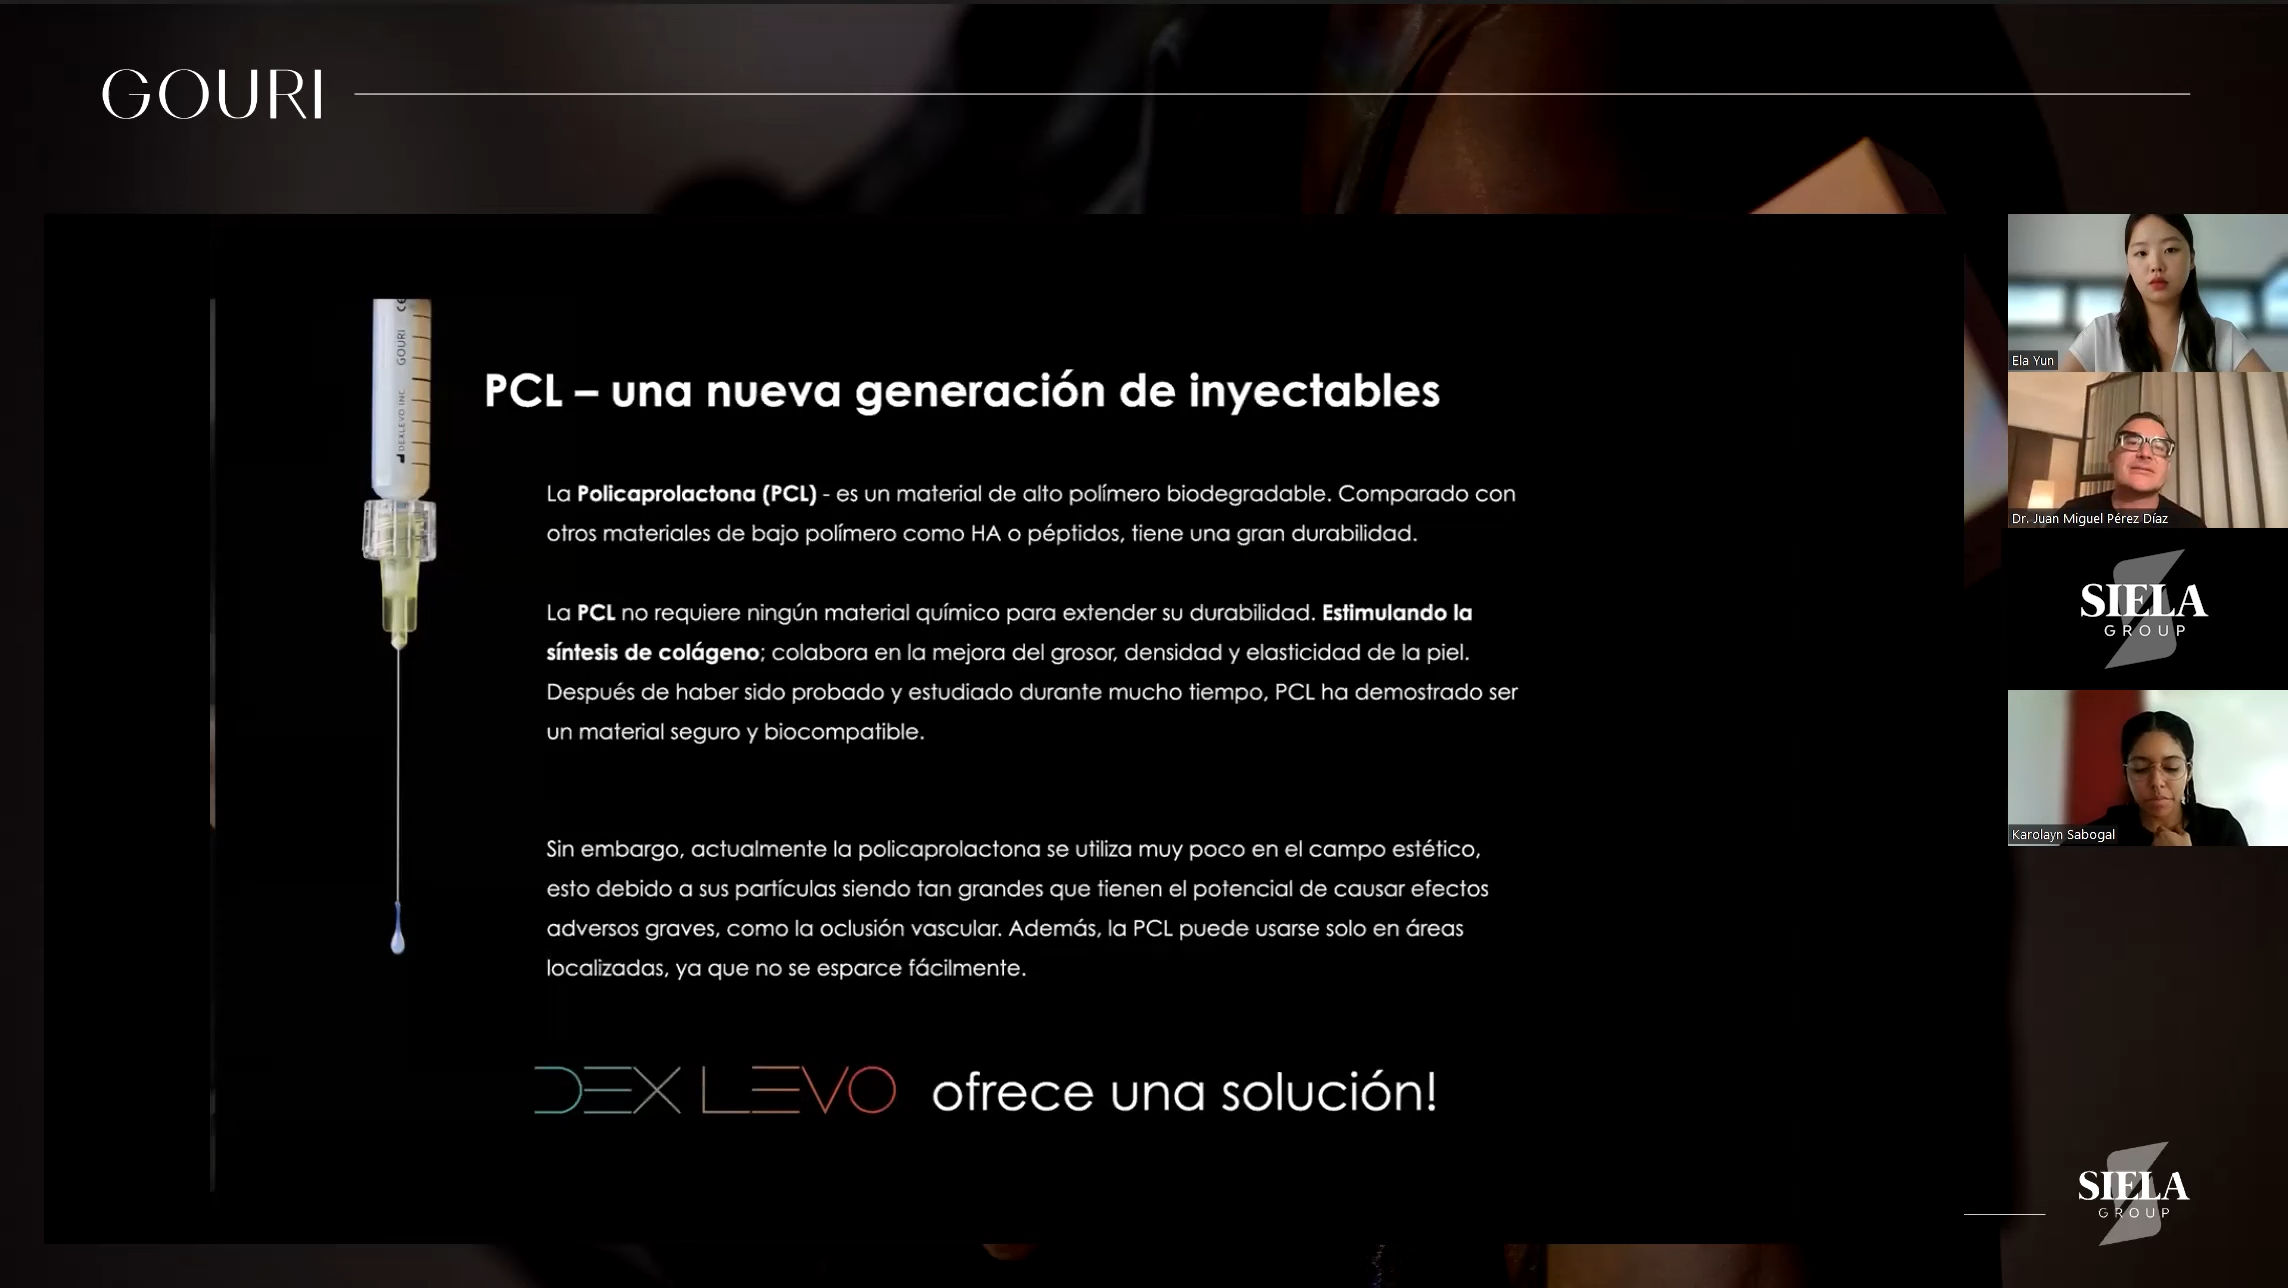 GOURI
PCL – una nueva generación de inyectables
La Policaprolactona (PCL) - es un material de alto polímero biodegradable. Comparado con
otros materiales de bajo polímero como HA o péptidos, tiene una gran durabilidad.
La PCL no requiere ningún material químico para extender su durabilidad. Estimulando la
síntesis de colágeno; colabora en la mejora del grosor, densidad y elasticidad de la piel.
Después de haber sido probado y estudiado durante mucho tiempo, PCL ha demostrado ser
un material seguro y biocompatible.
Sin embargo, actualmente la policaprolactona se utiliza muy poco en el campo estético,
esto debido a sus partículas siendo tan grandes que tienen el potencial de causar efectos
adversos graves, como la oclusión vascular. Además, la PCL puede usarse solo en áreas
localizadas, ya que no se esparce fácilmente.
DEXLEVO ofrece una solución!
GOURI
DEXLEVO INC.
CE
Ela Yun
Dr. Juan Miguel Pérez Díaz
SIELA
GROUP
Karolayn Sabogal
SIELA
GROUP